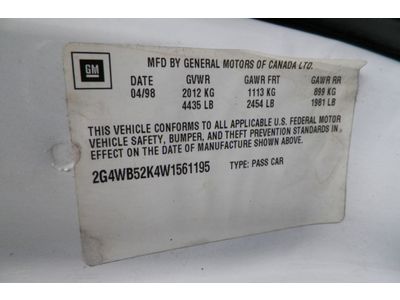 GM
MFD BY GENERAL MOTORS OF CANADA LTD.
DATE GVWR GAWR FRT GAWR RR
04/98 2012 KG 1113 KG 899 KG
4435 LB 2454 LB 1981 LB
THIS VEHICLE CONFORMS TO ALL APPLICABLE U.S. FEDERAL MOTOR
VEHICLE SAFETY, BUMPER, AND THEFT PREVENTION STANDARDS IN
EFFECT ON THE DATE OF MANUFACTURE SHOWN ABOVE.
2G4WB52K4W1561195 TYPE: PASS CAR